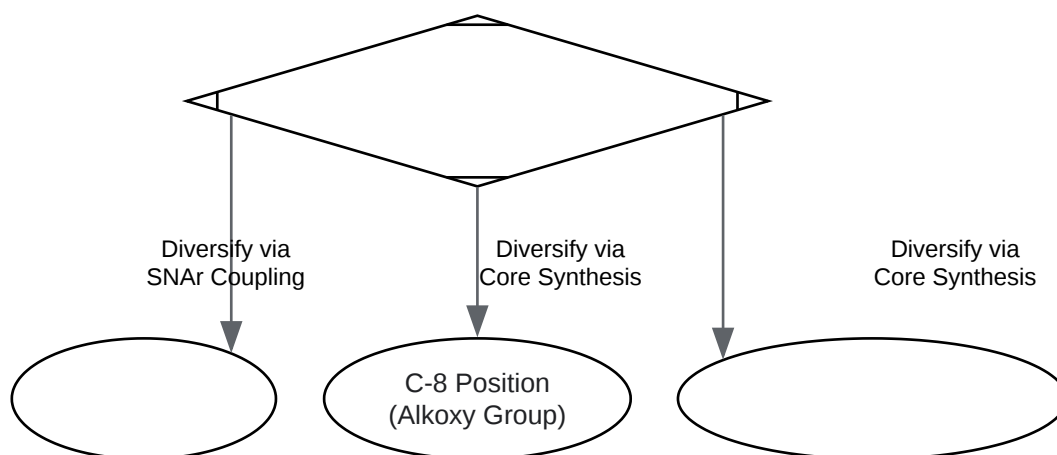 Diversify via
SNAr Coupling
Diversify via
Core Synthesis
Diversify via
Core Synthesis
C-8 Position
(Alkoxy Group)